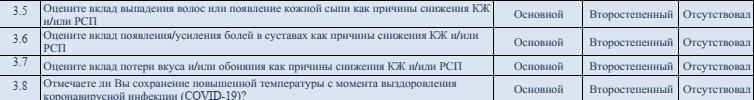 3.5 Оцените вклад выпадения волос или появление кожной сыпи как причины снижения КЖ и/или РСП Основной Второстепенный Отсутствовал
3.6 Оцените вклад появления/усиления болей в суставах как причины снижения КЖ и/или РСП Основной Второстепенный Отсутствовал
3.7 Оцените вклад потери вкуса и/или обоняния как причины снижения КЖ и/или РСП Основной Второстепенный Отсутствовал
3.8 Отмечаете ли Вы сохранение повышенной температуры с момента выздоровления коронавирусной инфекции (COVID-19)? Основной Второстепенный Отсутствовал